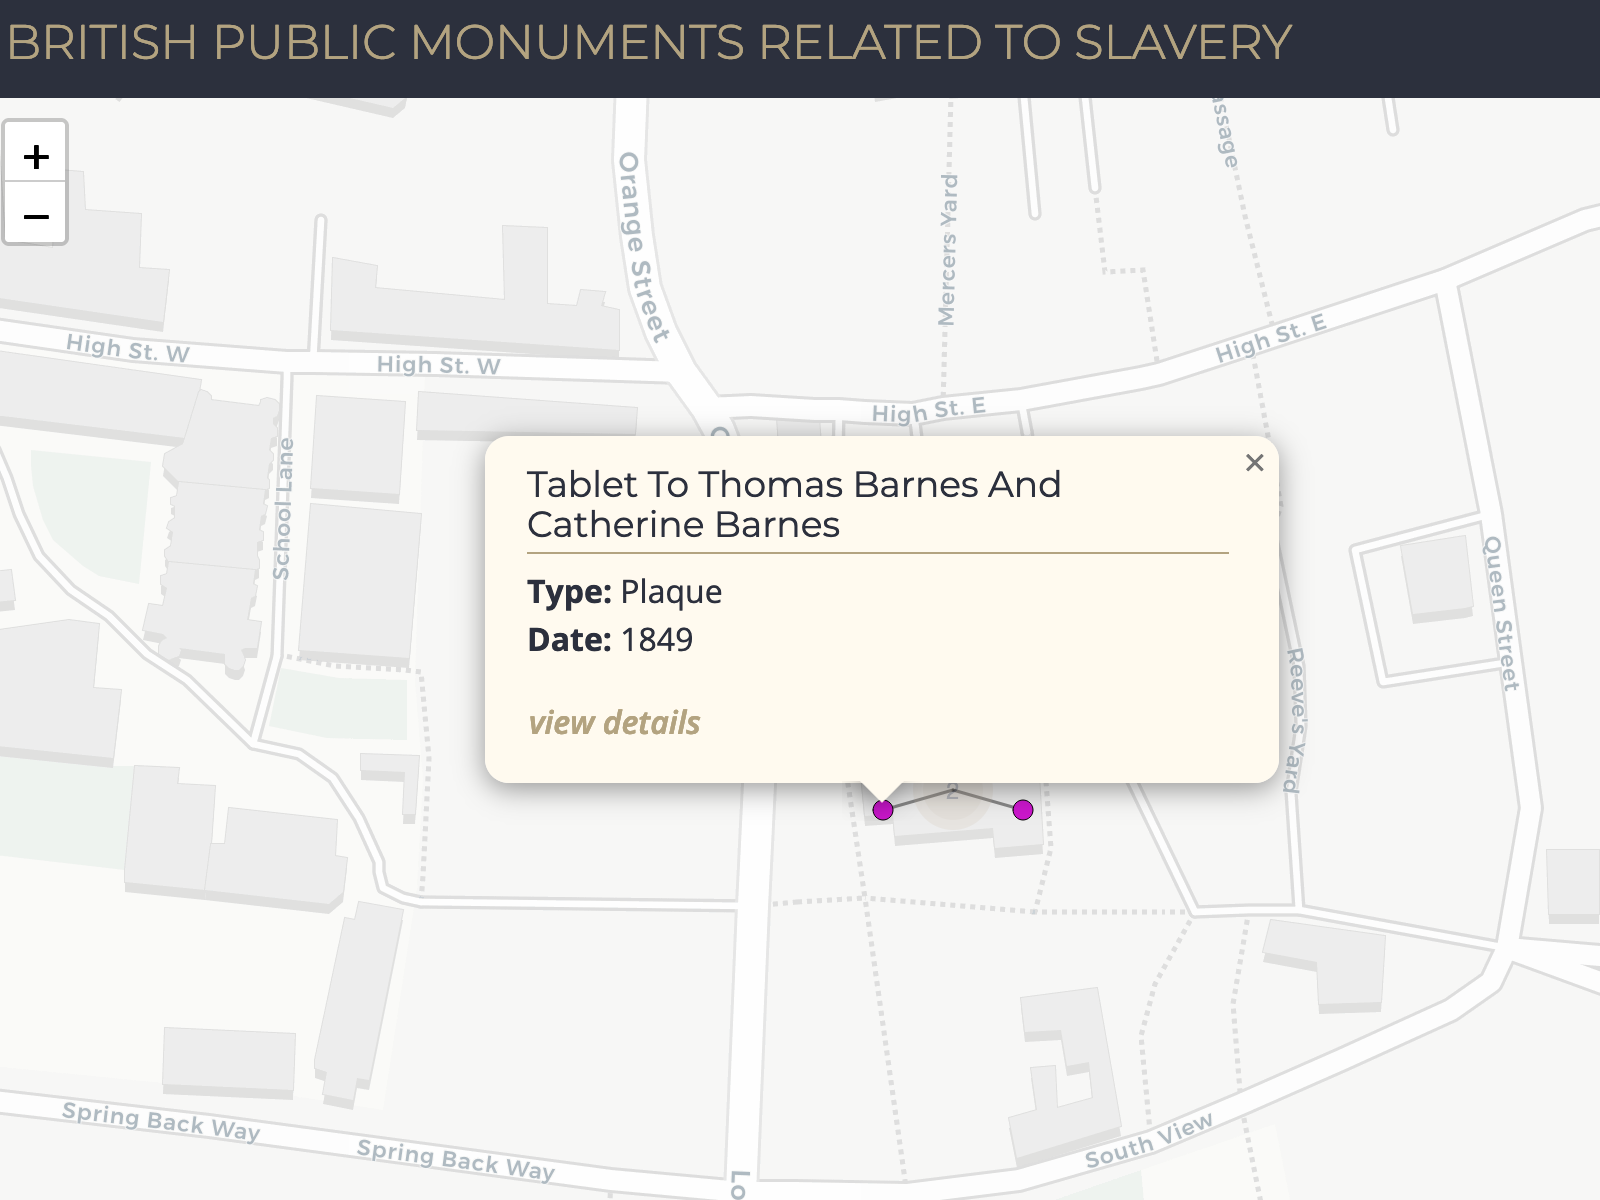 BRITISH PUBLIC MONUMENTS RELATED TO SLAVERY
+
−
assage
Orange Street
Mercers Yard
High St. W
High St. W
High St. E
High St. E
School Lane
×
Tablet To Thomas Barnes And
Catherine Barnes
Type: Plaque
Date: 1849
view details
Queen Street
Reeve's Yard
2
Spring Back Way
Spring Back Way
Lo
South View